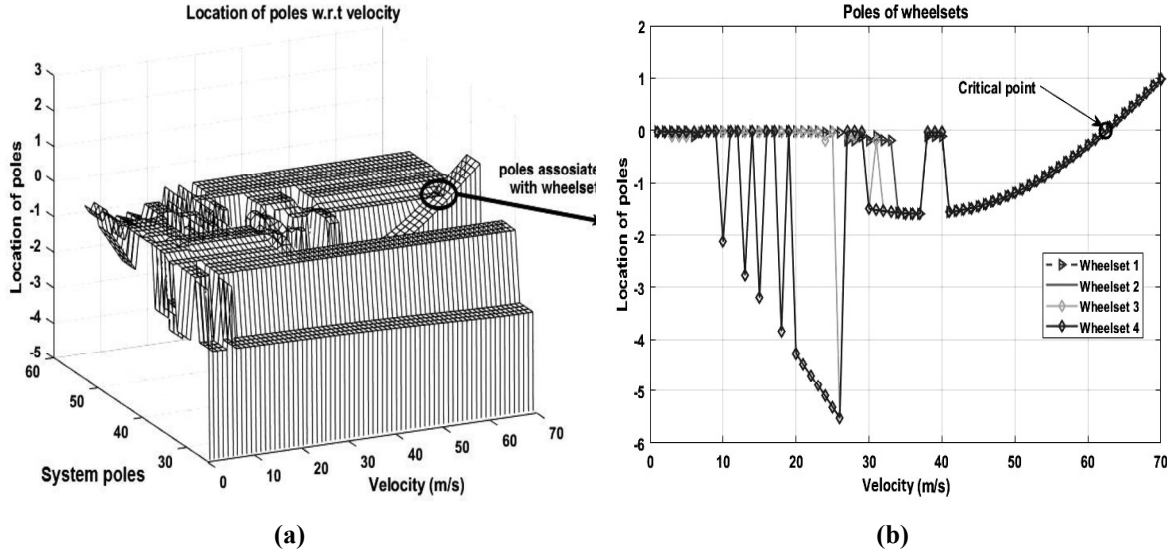 Location of poles w.r.t velocity
3
2
1
0
-1
-2
-3
-4
-5
Location of poles
60
50
40
30
System poles
0
10
20
30
40
50
60
70
Velocity (m/s)
poles assosiate
with wheelset
(a)
Poles of wheelsets
2
1
0
-1
-2
-3
-4
-5
-6
Location of poles
Critical point
Wheelset 1
Wheelset 2
Wheelset 3
Wheelset 4
0
10
20
30
40
50
60
70
Velocity (m/s)
(b)